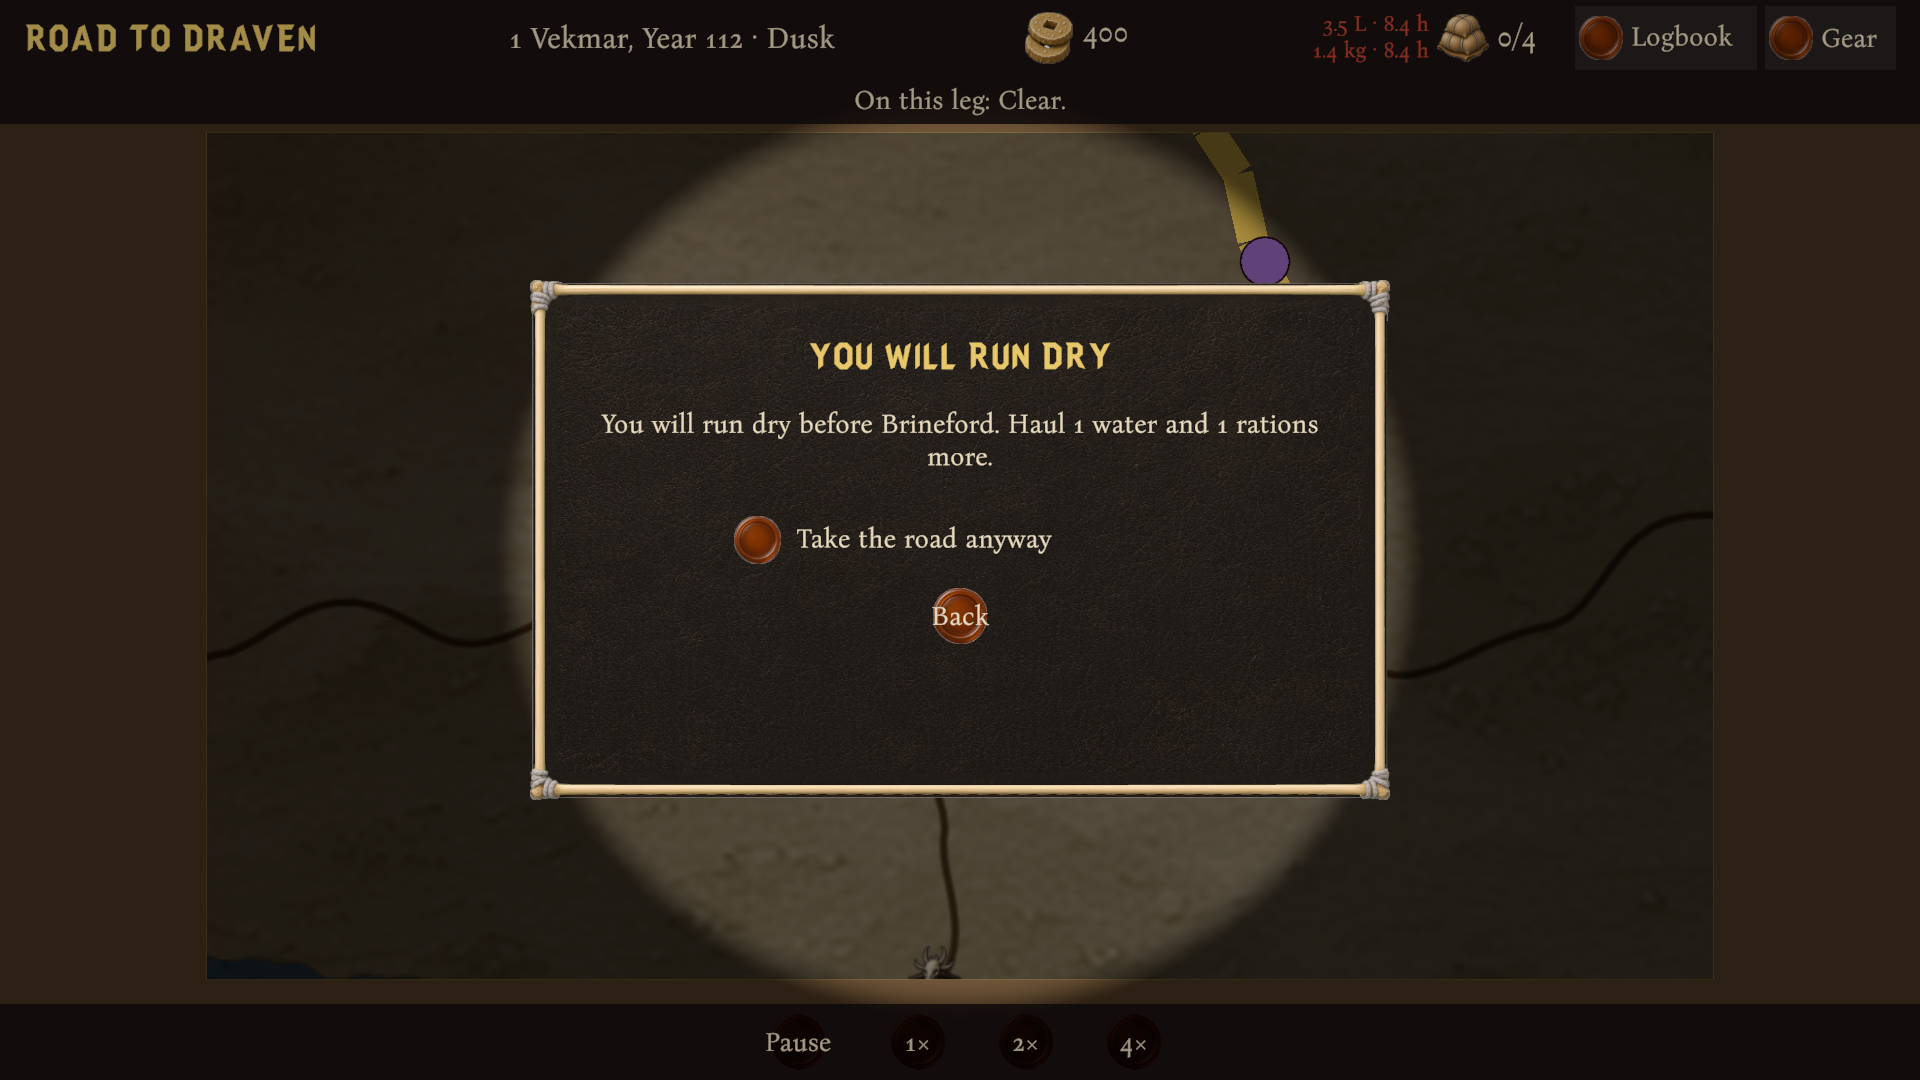 ROAD TO DRAVEN
1 Vekmar, Year 112 · Dusk
400
3.5 L · 8.4 h
1.4 kg · 8.4 h
0/4
Logbook
Gear
On this leg: Clear.
YOU WILL RUN DRY
You will run dry before Brineford. Haul 1 water and 1 rations
more.
Take the road anyway
Back
Pause
1×
2×
4×